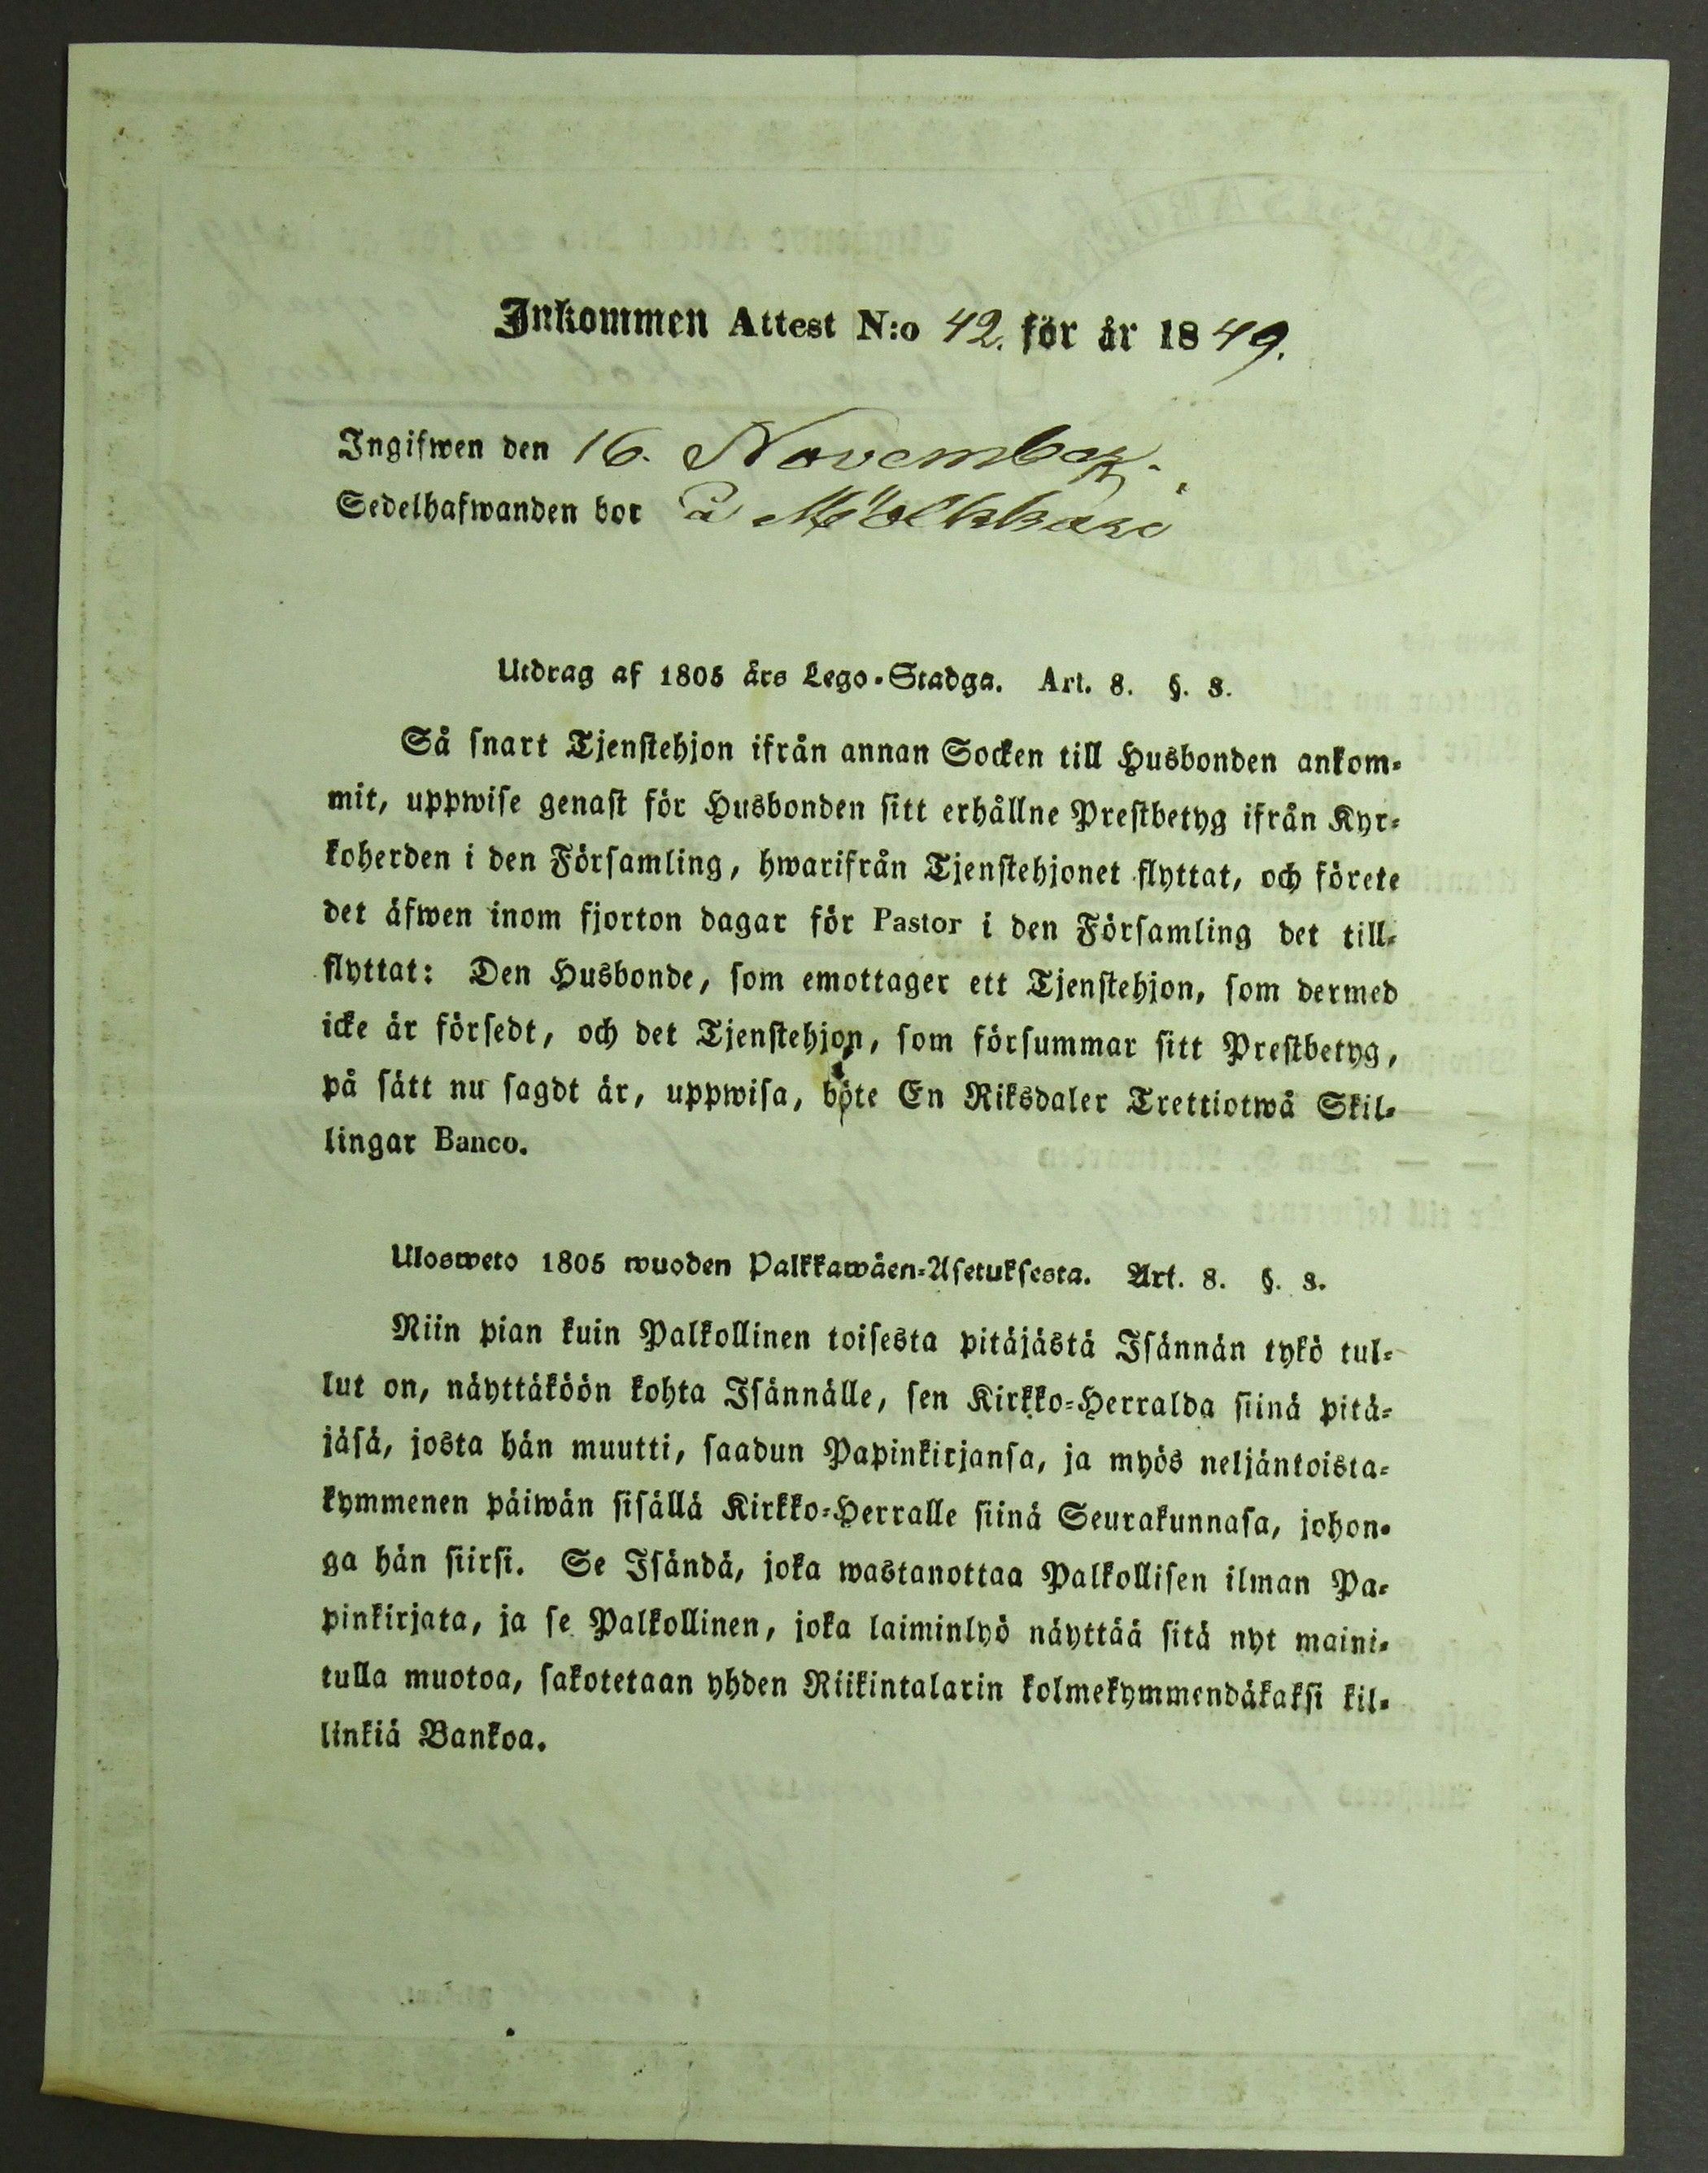 Inkommen Attest N:o 42. för år 1849.
Ingifwen den 16. November.
Sedelhafwanden bor å Mölkkäri
Utdrag af 1805 års Lego-Stadga. Art. 8. §. 3.
Så snart Tjenstehjon ifrån annan Socken till Husbonden ankom-
mit, uppwise genast för Husbonden sitt erhållne Prestbetyg ifrån Kyr-
koherden i den Församling, hwarifrån Tjenstehjonet flyttat, och förete
det äfwen inom fjorton dagar för Pastor i den Församling det till-
flyttat: Den Husbonde, som emottager ett Tjenstehjon, som dermed
icke är försedt, och det Tjenstehjon, som försummar sitt Prestbetyg,
på sätt nu sagdt är, uppwisa, böte En Riksdaler Trettiotwå Skil-
lingar Banco.
Ulosweto 1805 wuoden Palkkawäen-Asetuksesta. Art. 8. §. 3.
Niin pian kuin Palkollinen toisesta pitäjästä Isännän tykö tul-
lut on, näyttäköön kohta Isännälle, sen Kirkko-Herralda siinä pitä-
jäsä, josta hän muutti, saadun Papinkirjansa, ja myös neljäntoista-
kymmenen päiwän sisällä Kirkko-Herralle siinä Seurakunnasa, johon-
ga hän siirsi. Se Isändä, joka wastanottaa Palkollisen ilman Pa-
pinkirjata, ja se Palkollinen, joka laiminlyö näyttää sitä nyt maini-
tulla muotoa, sakotetaan yhden Riikintalarin kolmekymmendäkaksi kil-
linkiä Bankoa.